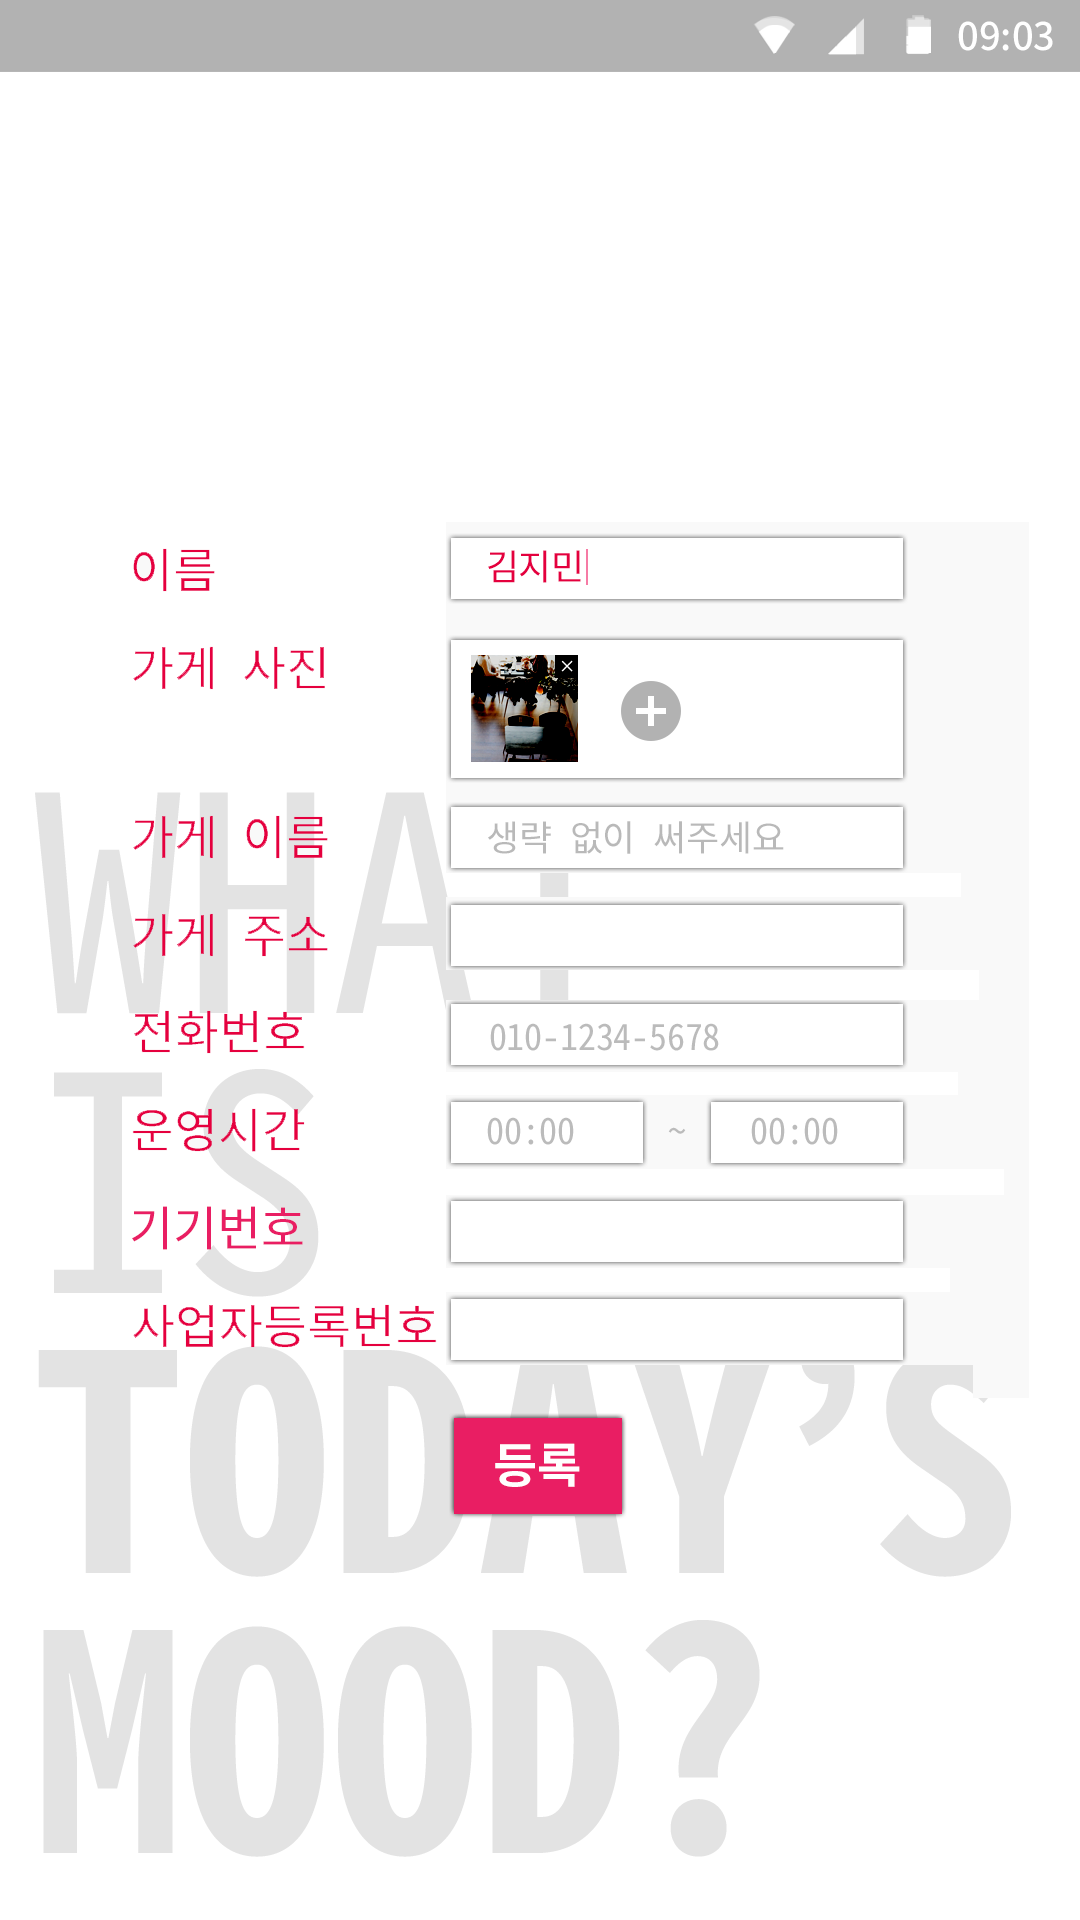 09:03
이름 김지민
가게 사진
가게 이름 생략 없이 써주세요
가게 주소
전화번호 010-1234-5678
운영시간 00:00 ~ 00:00
기기번호
사업자등록번호
등록
WHAT
IS
TODAY'S
MOOD?